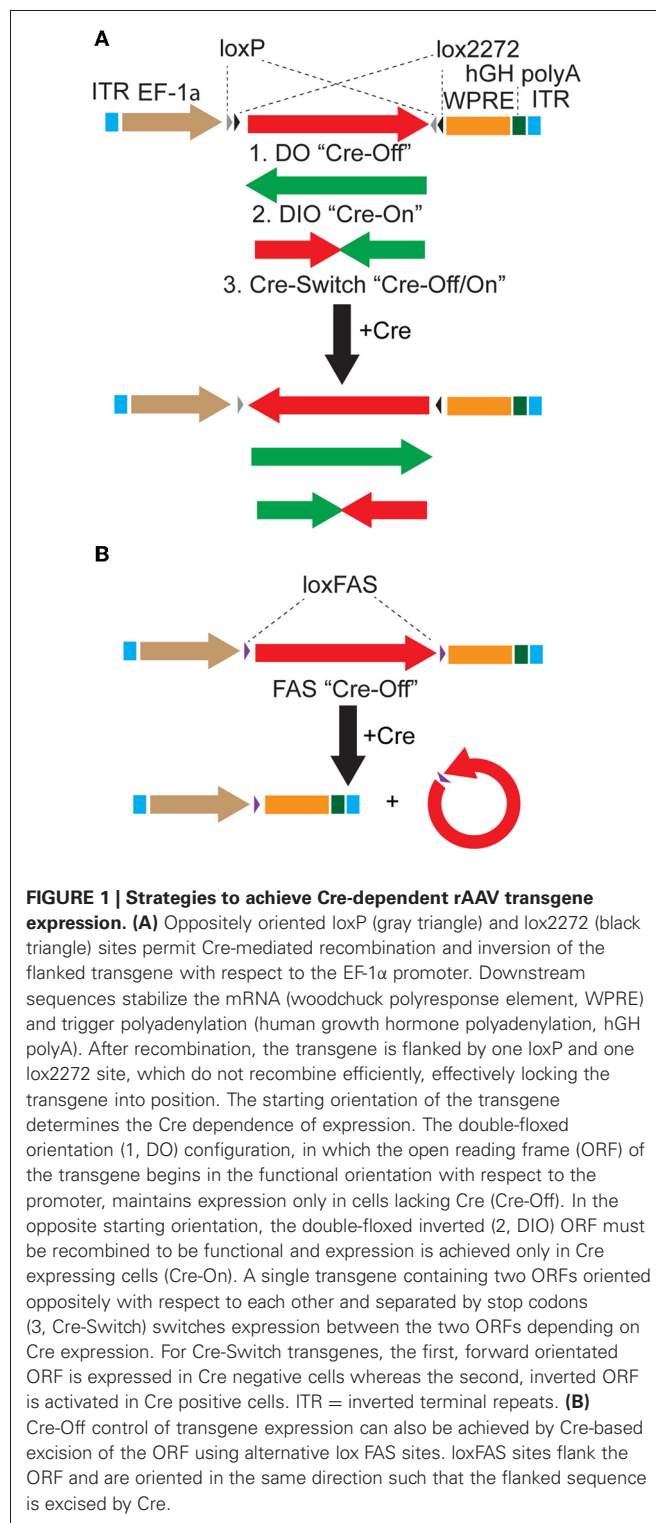 A
loxP
lox2272
hGH polyA
ITR EF-1a
WPRE ITR
1. DO “Cre-Off”
2. DIO “Cre-On”
3. Cre-Switch “Cre-Off/On”
+Cre
B
loxFAS
FAS “Cre-Off”
+Cre
+
FIGURE 1 | Strategies to achieve Cre-dependent rAAV transgene
expression. (A) Oppositely oriented loxP (gray triangle) and lox2272 (black
triangle) sites permit Cre-mediated recombination and inversion of the
flanked transgene with respect to the EF-1α promoter. Downstream
sequences stabilize the mRNA (woodchuck polyresponse element, WPRE)
and trigger polyadenylation (human growth hormone polyadenylation, hGH
polyA). After recombination, the transgene is flanked by one loxP and one
lox2272 site, which do not recombine efficiently, effectively locking the
transgene into position. The starting orientation of the transgene
determines the Cre dependence of expression. The double-floxed
orientation (1, DO) configuration, in which the open reading frame (ORF) of
the transgene begins in the functional orientation with respect to the
promoter, maintains expression only in cells lacking Cre (Cre-Off). In the
opposite starting orientation, the double-floxed inverted (2, DIO) ORF must
be recombined to be functional and expression is achieved only in Cre
expressing cells (Cre-On). A single transgene containing two ORFs oriented
oppositely with respect to each other and separated by stop codons
(3, Cre-Switch) switches expression between the two ORFs depending on
Cre expression. For Cre-Switch transgenes, the first, forward orientated
ORF is expressed in Cre negative cells whereas the second, inverted ORF
is activated in Cre positive cells. ITR = inverted terminal repeats. (B)
Cre-Off control of transgene expression can also be achieved by Cre-based
excision of the ORF using alternative lox FAS sites. loxFAS sites flank the
ORF and are oriented in the same direction such that the flanked sequence
is excised by Cre.